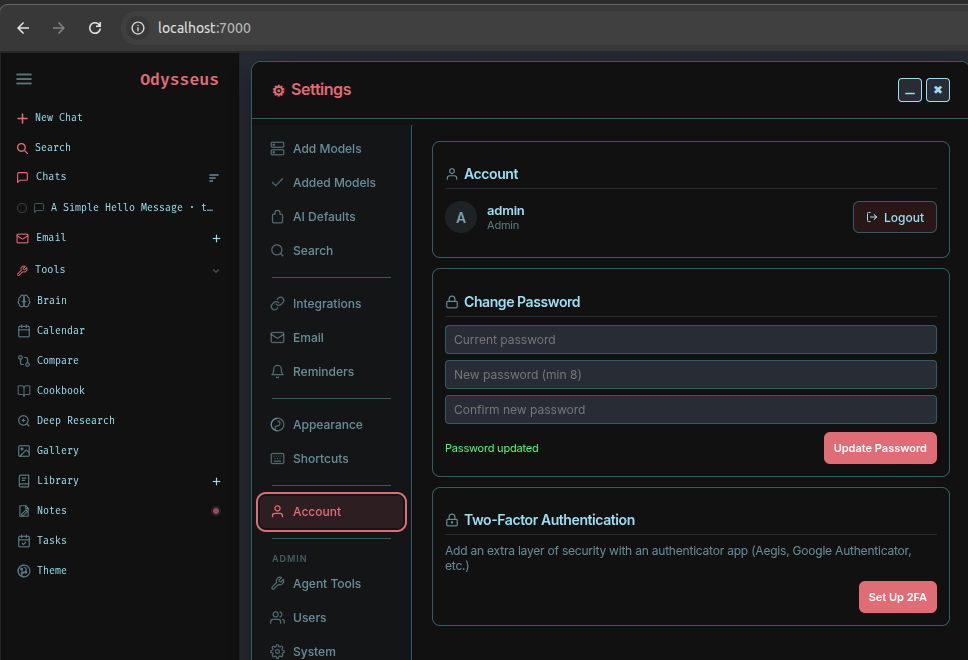 localhost:7000
Odysseus
New Chat
Search
Chats
A Simple Hello Message · t…
Email
Tools
Brain
Calendar
Compare
Cookbook
Deep Research
Gallery
Library
Notes
Tasks
Theme
Settings
Add Models
Added Models
AI Defaults
Search
Integrations
Email
Reminders
Appearance
Shortcuts
Account
ADMIN
Agent Tools
Users
System
Account
A
admin
Admin
Logout
Change Password
Current password
New password (min 8)
Confirm new password
Password updated
Update Password
Two-Factor Authentication
Add an extra layer of security with an authenticator app (Aegis, Google Authenticator,
etc.)
Set Up 2FA